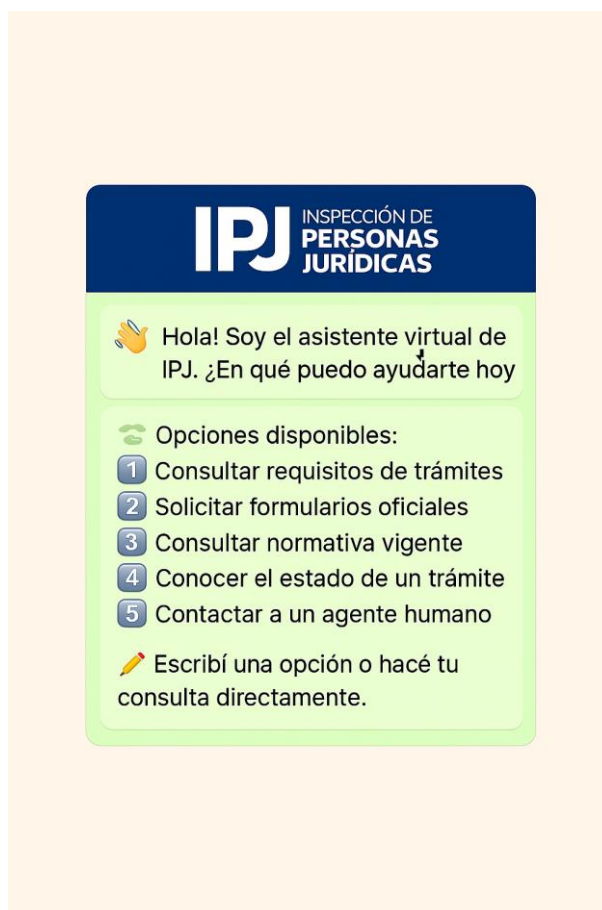 IPJ
INSPECCIÓN DE
PERSONAS
JURÍDICAS
👋 Hola! Soy el asistente virtual de
IPJ. ¿En qué puedo ayudarte hoy
Opciones disponibles:
1 Consultar requisitos de trámites
2 Solicitar formularios oficiales
3 Consultar normativa vigente
4 Conocer el estado de un trámite
5 Contactar a un agente humano
✏️ Escribí una opción o hacé tu
consulta directamente.